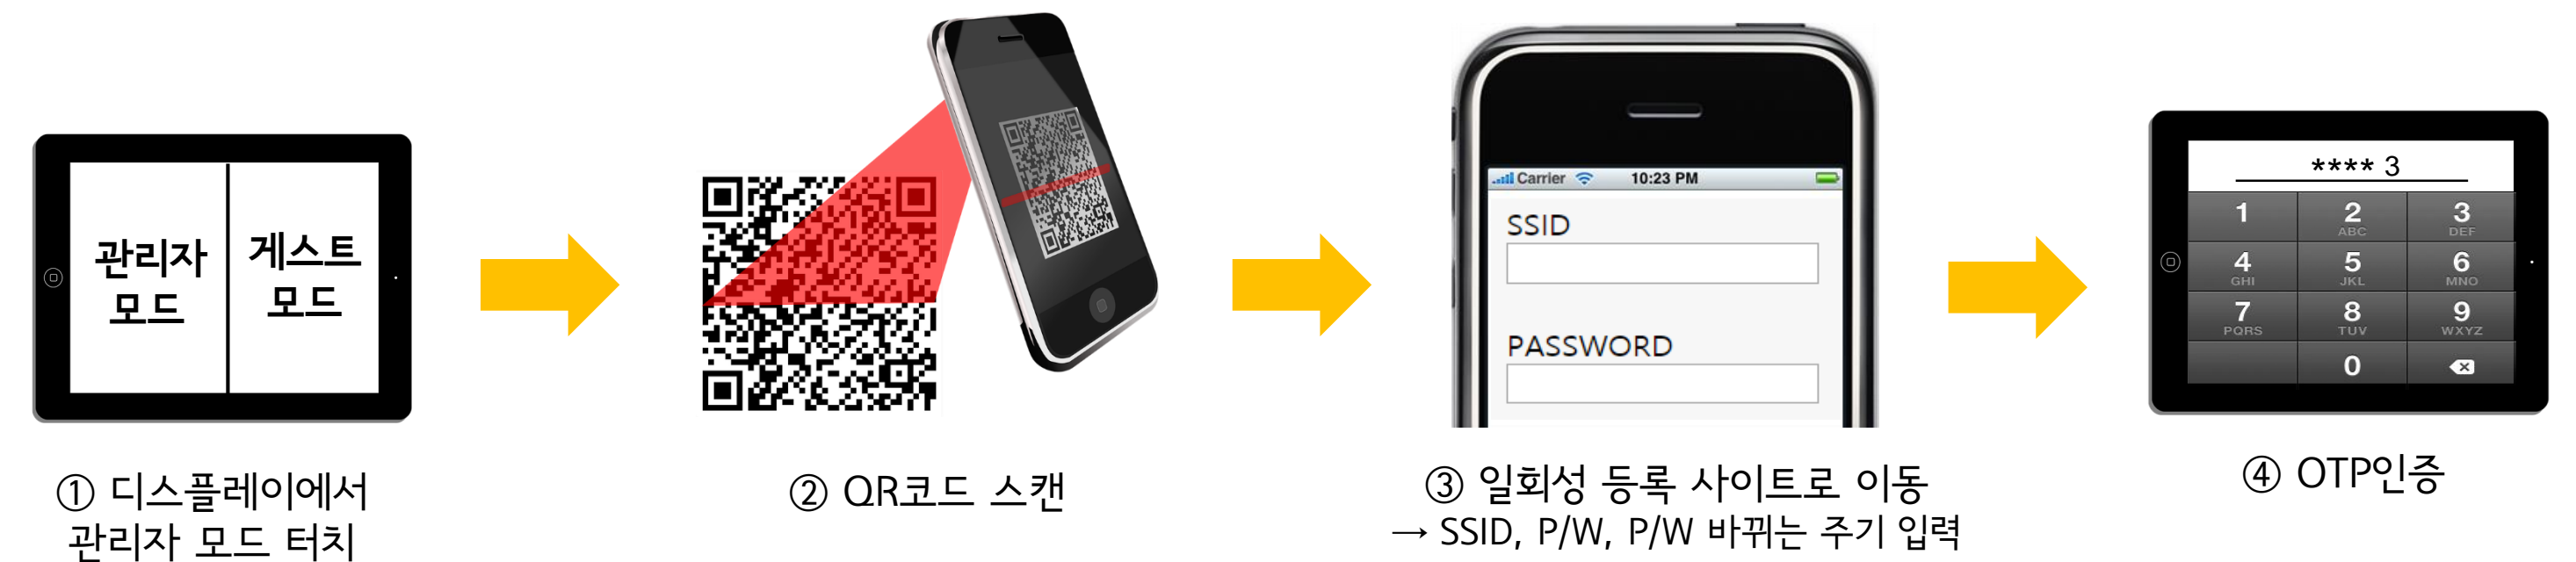 관리자
모드
게스트
모드
① 디스플레이에서
관리자 모드 터치
② QR코드 스캔
Carrier 10:23 PM
SSID
PASSWORD
③ 일회성 등록 사이트로 이동
→ SSID, P/W, P/W 바뀌는 주기 입력
**** 3
1 2 3
ABC DEF
4 5 6
GHI JKL MNO
7 8 9
PQRS TUV WXYZ
0
④ OTP인증